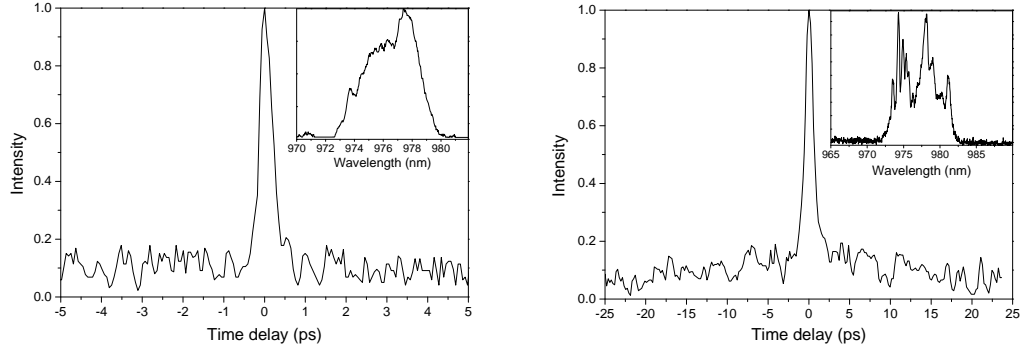 1.0
0.8
0.6
0.4
0.2
0.0
Intensity
-5 -4 -3 -2 -1 0 1 2 3 4 5
Time delay (ps)
970 972 974 976 978 980
Wavelength (nm)
1.0
0.8
0.6
0.4
0.2
0.0
Intensity
-25 -20 -15 -10 -5 0 5 10 15 20 25
Time delay (ps)
965 970 975 980 985
Wavelength (nm)